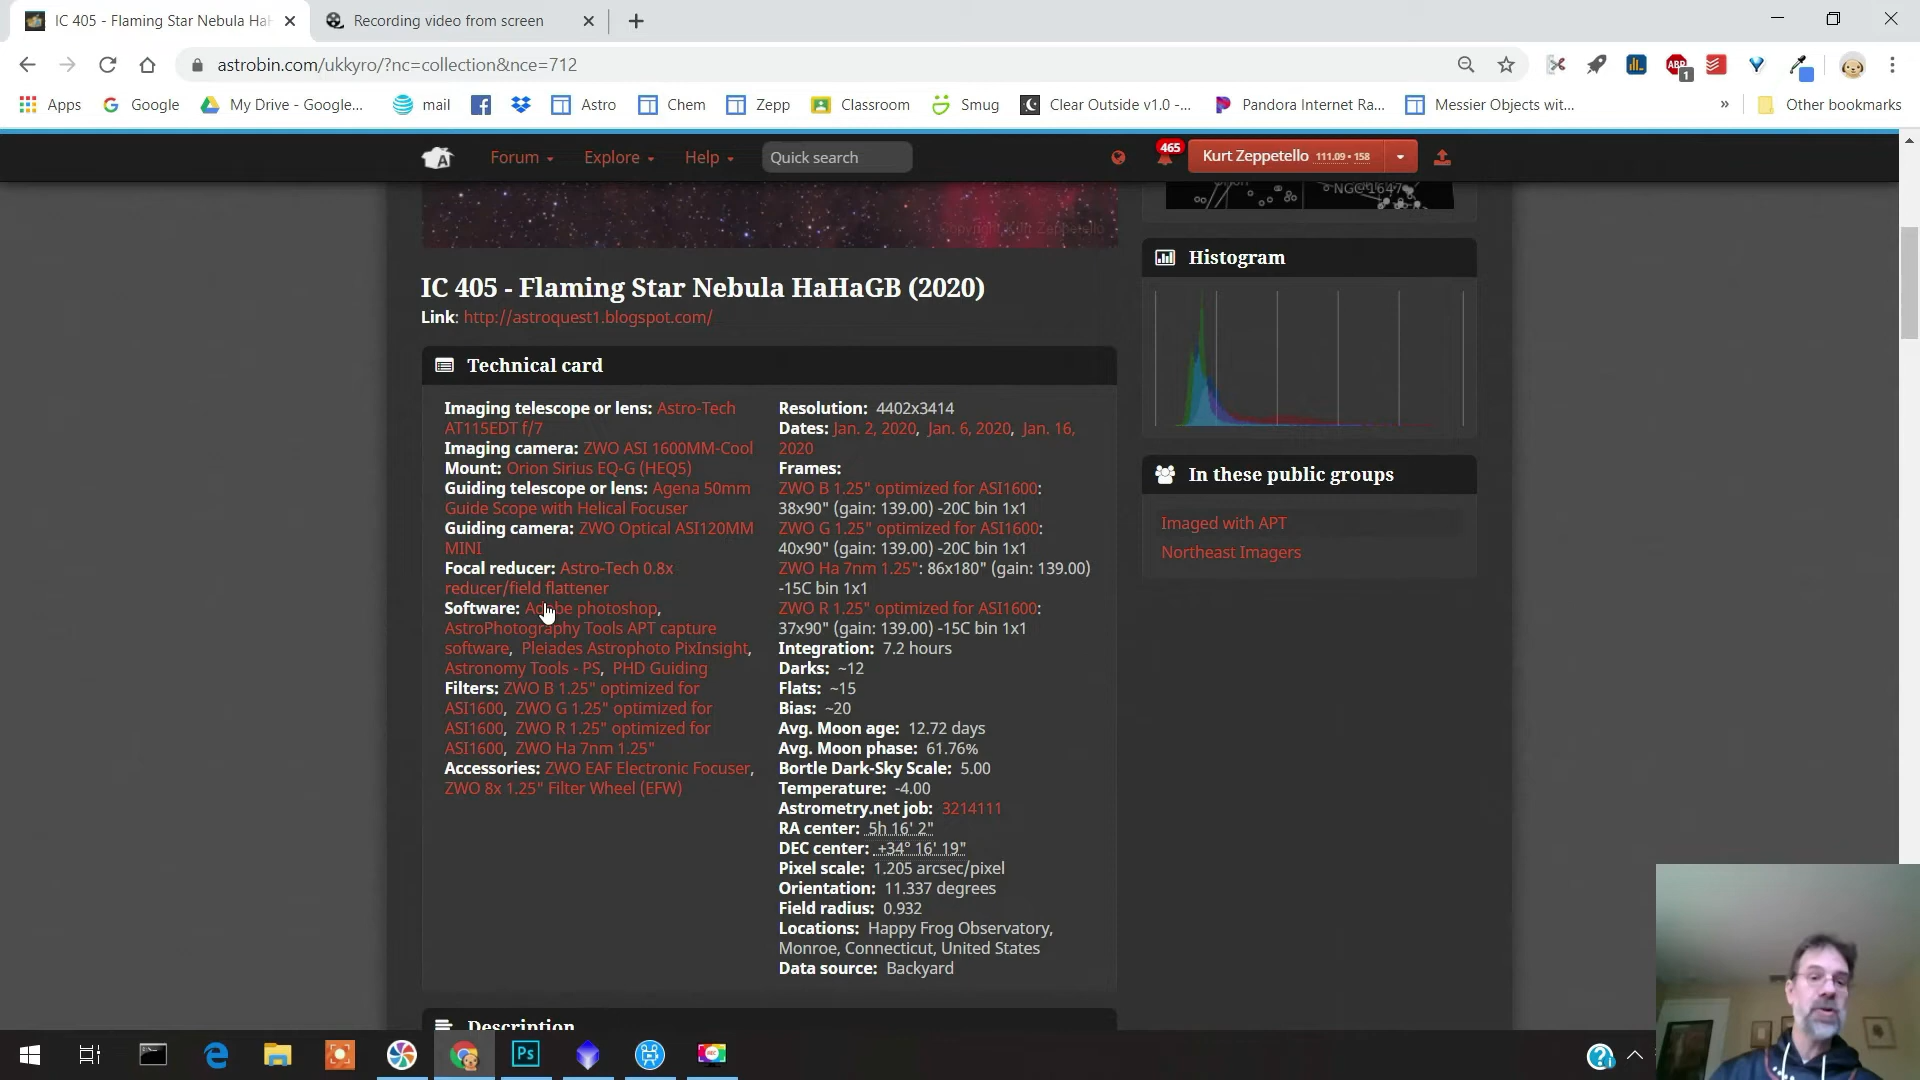 IC 405 - Flaming Star Nebula HaH
Recording video from screen
astrobin.com/ukkyro/?nc=collection&nce=712
ABP
1
Apps
Google
My Drive - Google...
mail
Astro
Chem
Zepp
Classroom
Smug
Clear Outside v1.0 -...
Pandora Internet Ra...
Messier Objects wit...
»
Other bookmarks
A
Forum
Explore
Help
Quick search
465
Kurt Zeppetello 111.09 • 158
NGC 1647
Copyright Kurt Zeppetello
IC 405 - Flaming Star Nebula HaHaGB (2020)
Link: http://astroquest1.blogspot.com/
Technical card
Imaging telescope or lens: Astro-Tech
AT115EDT f/7
Imaging camera: ZWO ASI 1600MM-Cool
Mount: Orion Sirius EQ-G (HEQ5)
Guiding telescope or lens: Agena 50mm
Guide Scope with Helical Focuser
Guiding camera: ZWO Optical ASI120MM
MINI
Focal reducer: Astro-Tech 0.8x
reducer/field flattener
Software: Adobe photoshop,
AstroPhotography Tools APT capture
software, Pleiades Astrophoto PixInsight,
Astronomy Tools - PS, PHD Guiding
Filters: ZWO B 1.25" optimized for
ASI1600, ZWO G 1.25" optimized for
ASI1600, ZWO R 1.25" optimized for
ASI1600, ZWO Ha 7nm 1.25"
Accessories: ZWO EAF Electronic Focuser,
ZWO 8x 1.25" Filter Wheel (EFW)
Resolution: 4402x3414
Dates: Jan. 2, 2020, Jan. 6, 2020, Jan. 16,
2020
Frames:
ZWO B 1.25" optimized for ASI1600:
38x90" (gain: 139.00) -20C bin 1x1
ZWO G 1.25" optimized for ASI1600:
40x90" (gain: 139.00) -20C bin 1x1
ZWO Ha 7nm 1.25": 86x180" (gain: 139.00)
-15C bin 1x1
ZWO R 1.25" optimized for ASI1600:
37x90" (gain: 139.00) -15C bin 1x1
Integration: 7.2 hours
Darks: ~12
Flats: ~15
Bias: ~20
Avg. Moon age: 12.72 days
Avg. Moon phase: 61.76%
Bortle Dark-Sky Scale: 5.00
Temperature: -4.00
Astrometry.net job: 3214111
RA center: 5h 16' 2"
DEC center: +34° 16' 19"
Pixel scale: 1.205 arcsec/pixel
Orientation: 11.337 degrees
Field radius: 0.932
Locations: Happy Frog Observatory,
Monroe, Connecticut, United States
Data source: Backyard
Description
Histogram
In these public groups
Imaged with APT
Northeast Imagers
Ps